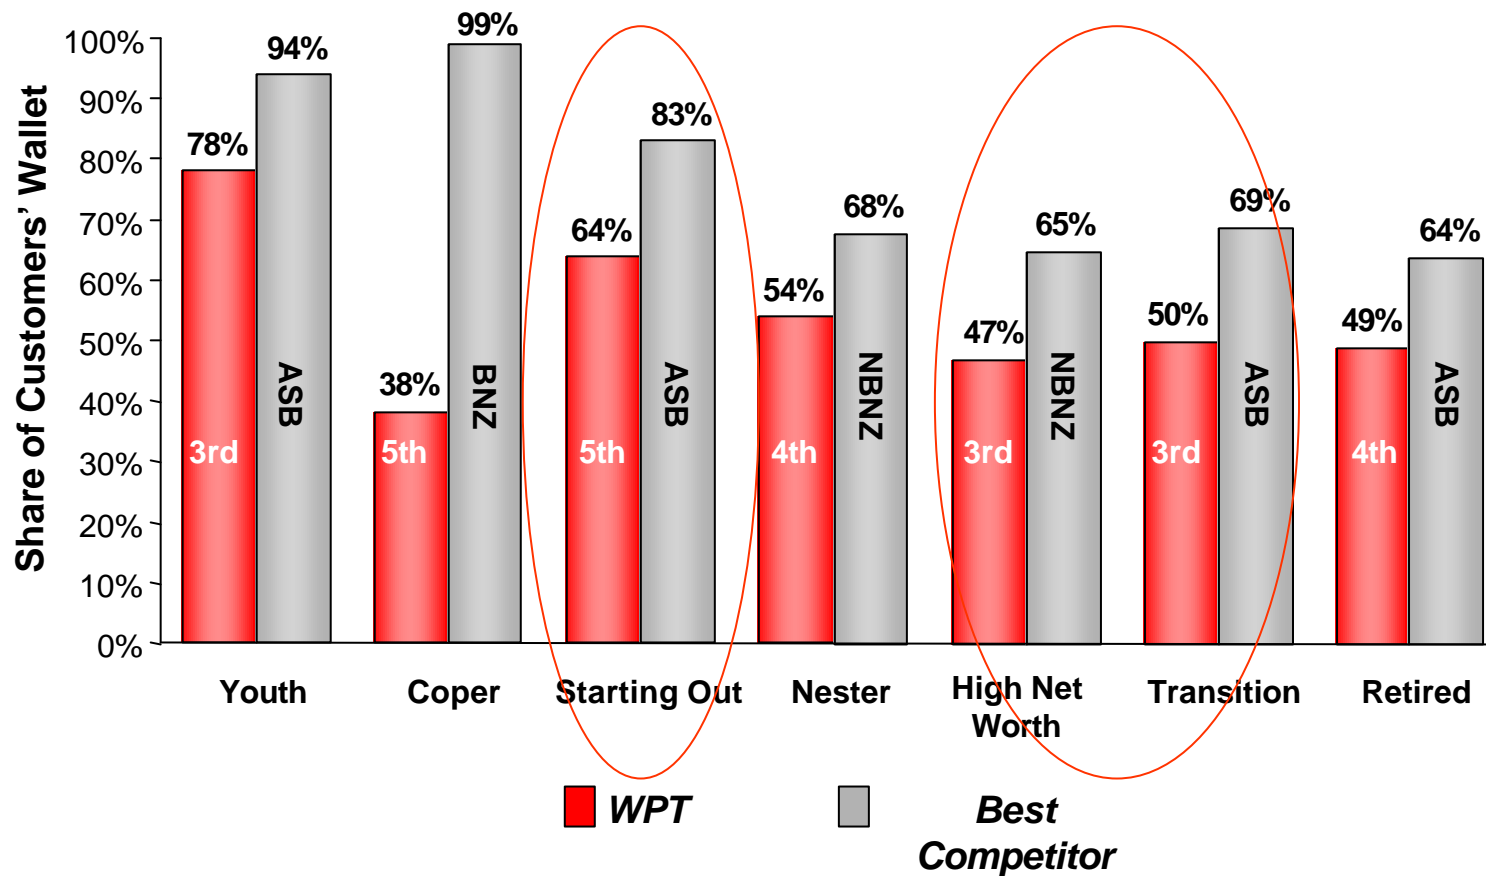 Share of Customers’ Wallet
100%
90%
80%
70%
60%
50%
40%
30%
20%
10%
0%
78%
94%
38%
99%
64%
83%
54%
68%
47%
65%
50%
69%
49%
64%
3rd
ASB
5th
BNZ
5th
ASB
4th
NBNZ
3rd
NBNZ
3rd
ASB
4th
ASB
Youth
Coper
Starting Out
Nester
High Net
Worth
Transition
Retired
WPT
Best
Competitor